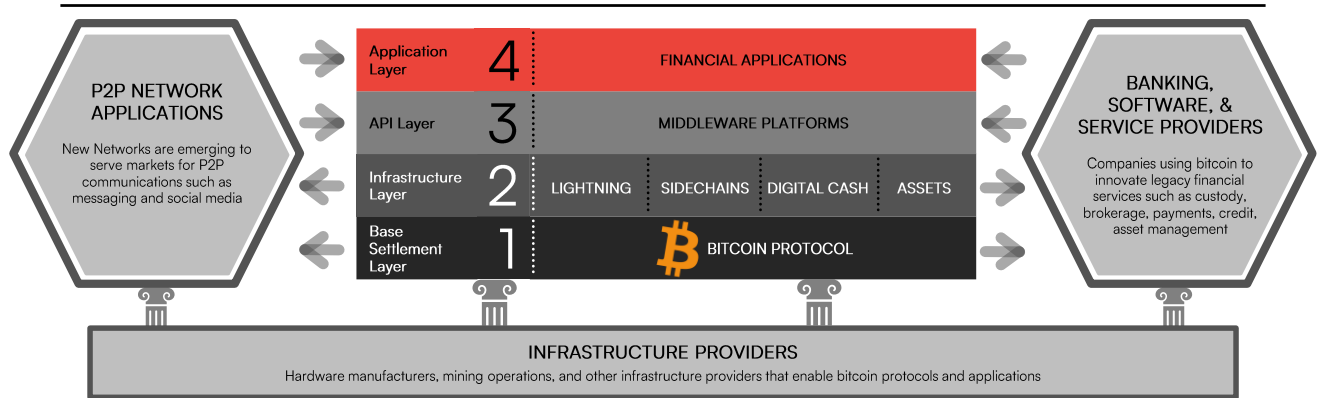 P2P NETWORK
APPLICATIONS
New Networks are emerging to
serve markets for P2P
communications such as
messaging and social media
Application
Layer
4
FINANCIAL APPLICATIONS
API Layer
3
MIDDLEWARE PLATFORMS
Infrastructure
Layer
2
LIGHTNING
SIDECHAINS
DIGITAL CASH
ASSETS
Base
Settlement
Layer
1
BITCOIN PROTOCOL
BANKING,
SOFTWARE, &
SERVICE PROVIDERS
Companies using bitcoin to
innovate legacy financial
services such as custody,
brokerage, payments, credit,
asset management
INFRASTRUCTURE PROVIDERS
Hardware manufacturers, mining operations, and other infrastructure providers that enable bitcoin protocols and applications